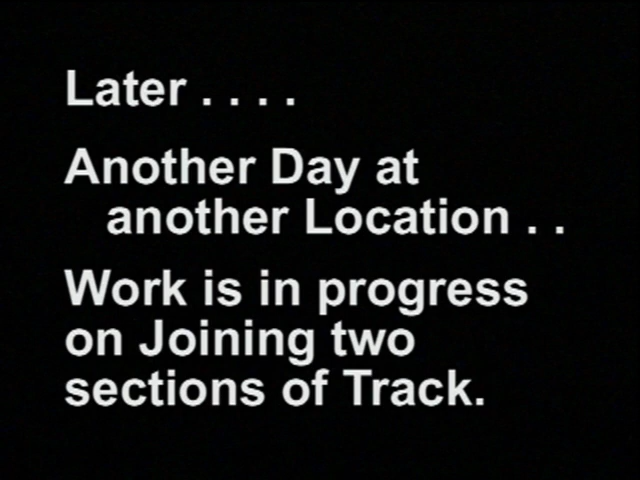 Later . . . .
Another Day at
another Location . .
Work is in progress
on Joining two
sections of Track.